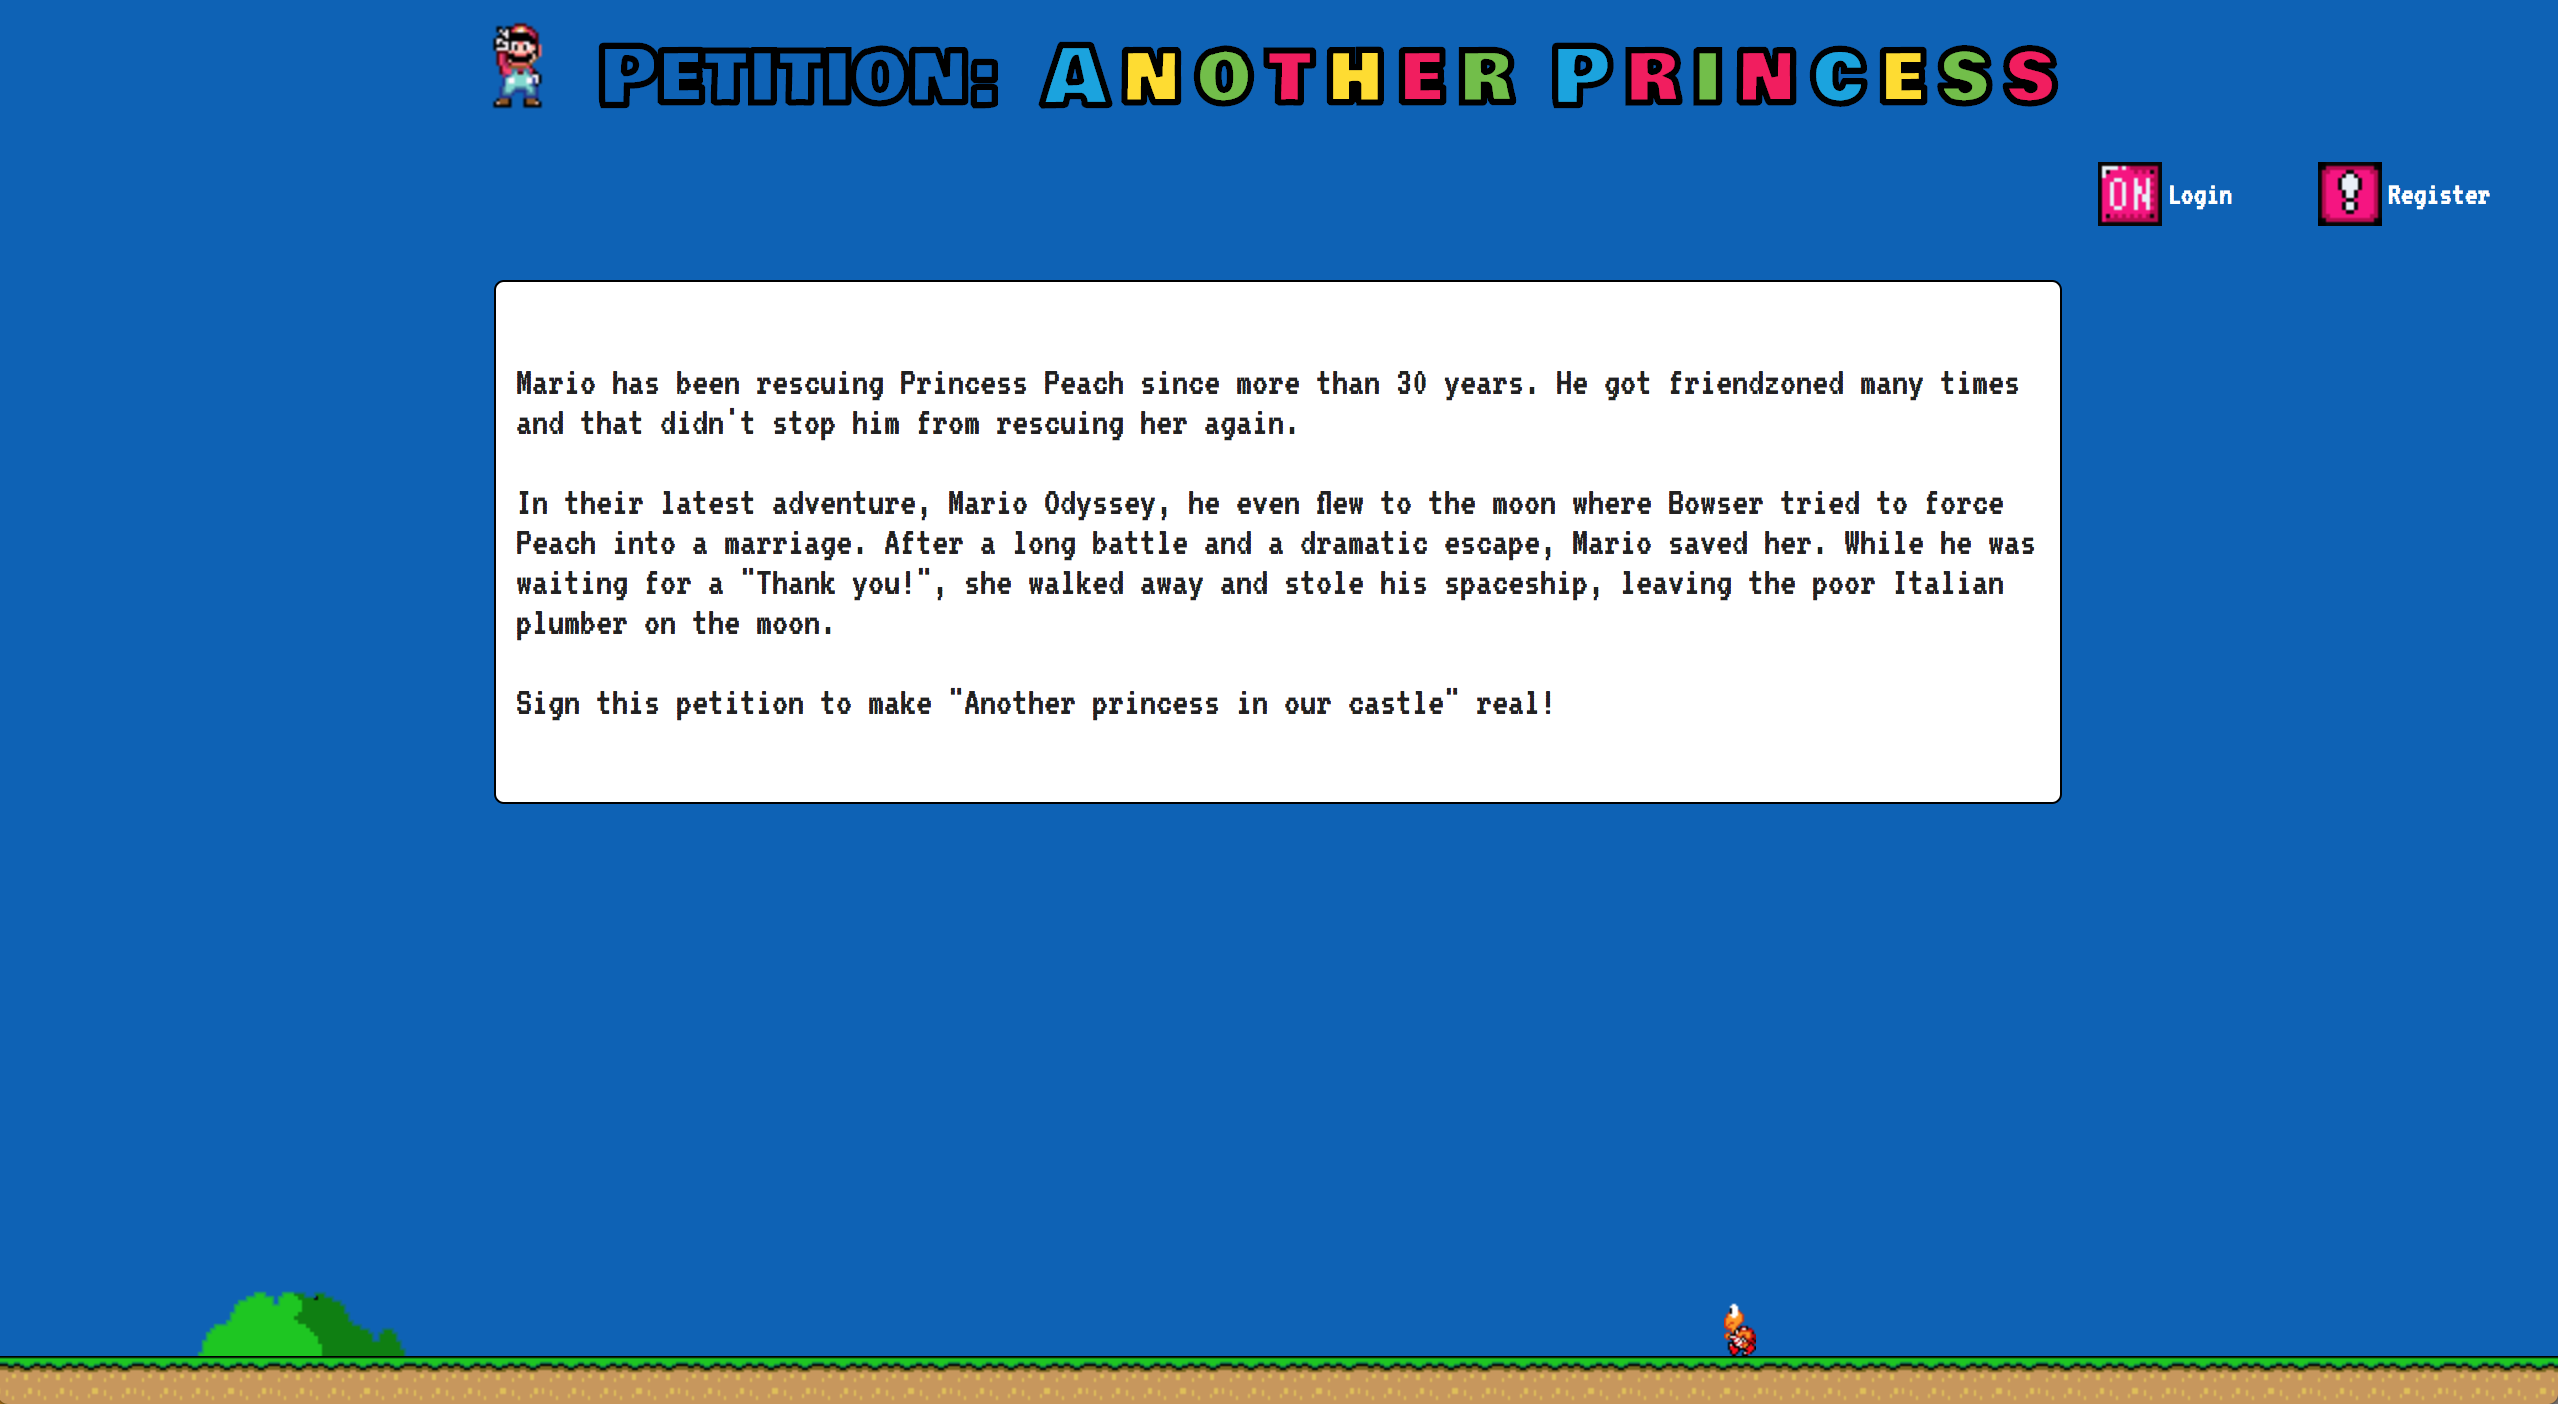 PETITION: ANOTHER PRINCESS
ON Login ! Register
Mario has been rescuing Princess Peach since more than 30 years. He got friendzoned many times
and that didn't stop him from rescuing her again.
In their latest adventure, Mario Odyssey, he even flew to the moon where Bowser tried to force
Peach into a marriage. After a long battle and a dramatic escape, Mario saved her. While he was
waiting for a "Thank you!", she walked away and stole his spaceship, leaving the poor Italian
plumber on the moon.
Sign this petition to make "Another princess in our castle" real!